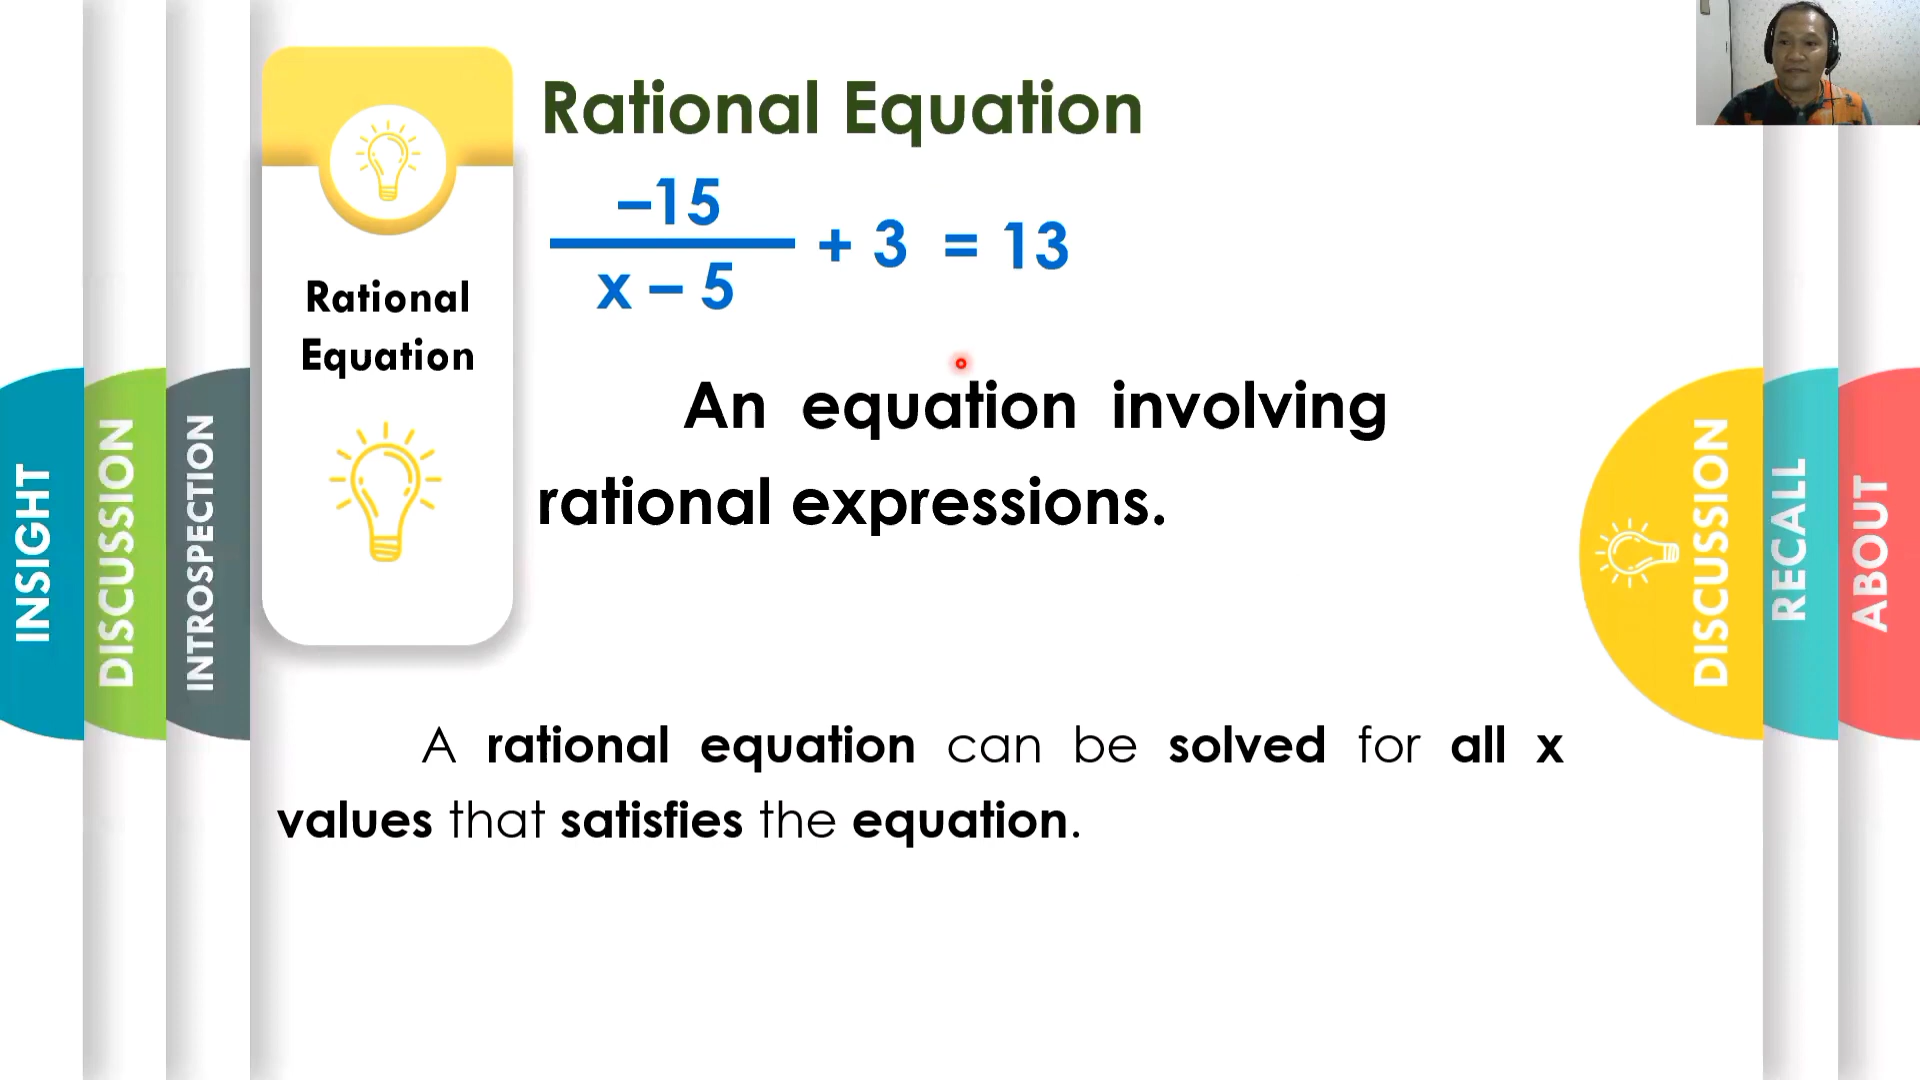 Rational Equation
–15
x – 5
+ 3 = 13
Rational
Equation
An equation involving
rational expressions.
A rational equation can be solved for all x
values that satisfies the equation.
INSIGHT
DISCUSSION
INTROSPECTION
DISCUSSION
RECALL
ABOUT